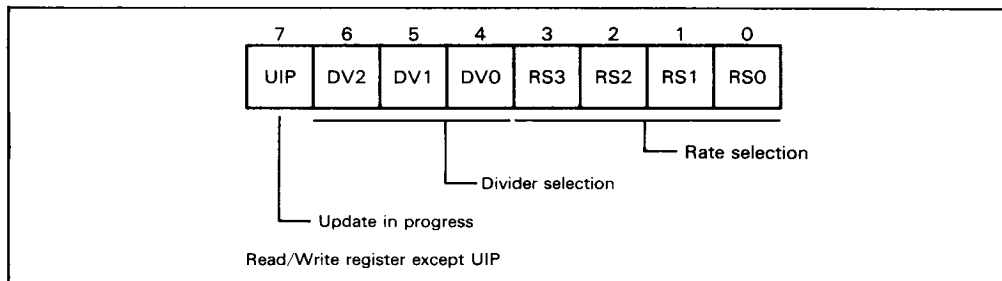 7 6 5 4 3 2 1 0
UIP DV2 DV1 DV0 RS3 RS2 RS1 RS0
Rate selection
Divider selection
Update in progress
Read/Write register except UIP